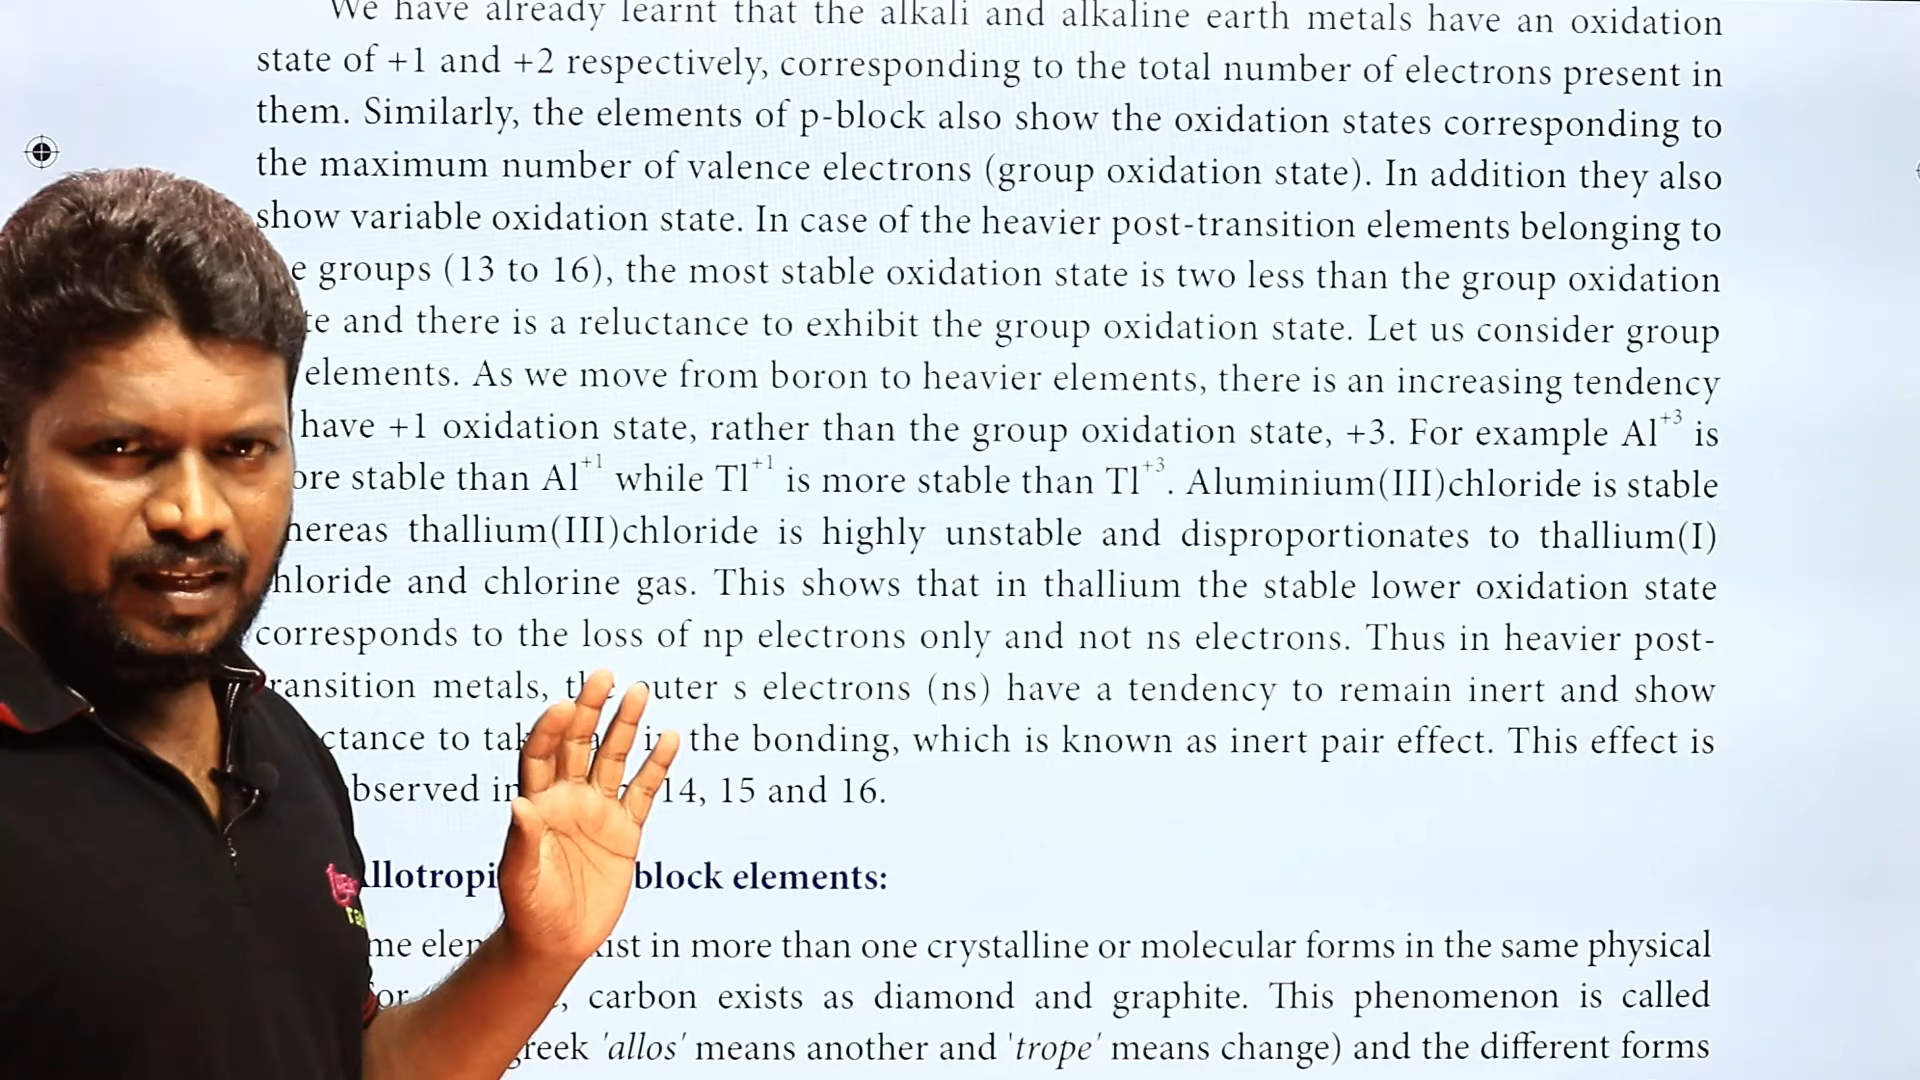 We have already learnt that the alkali and alkaline earth metals have an oxidation
state of +1 and +2 respectively, corresponding to the total number of electrons present in
them. Similarly, the elements of p-block also show the oxidation states corresponding to
the maximum number of valence electrons (group oxidation state). In addition they also
show variable oxidation state. In case of the heavier post-transition elements belonging to
e groups (13 to 16), the most stable oxidation state is two less than the group oxidation
te and there is a reluctance to exhibit the group oxidation state. Let us consider group
elements. As we move from boron to heavier elements, there is an increasing tendency
have +1 oxidation state, rather than the group oxidation state, +3. For example Al⁺³ is
ore stable than Al⁺¹ while Tl⁺¹ is more stable than Tl⁺³. Aluminium(III)chloride is stable
hereas thallium(III)chloride is highly unstable and disproportionates to thallium(I)
hloride and chlorine gas. This shows that in thallium the stable lower oxidation state
corresponds to the loss of np electrons only and not ns electrons. Thus in heavier post-
ransition metals, the outer s electrons (ns) have a tendency to remain inert and show
ctance to tak in the bonding, which is known as inert pair effect. This effect is
bserved in 14, 15 and 16.
llotropi block elements:
me elem xist in more than one crystalline or molecular forms in the same physical
or , carbon exists as diamond and graphite. This phenomenon is called
greek 'allos' means another and 'trope' means change) and the different forms